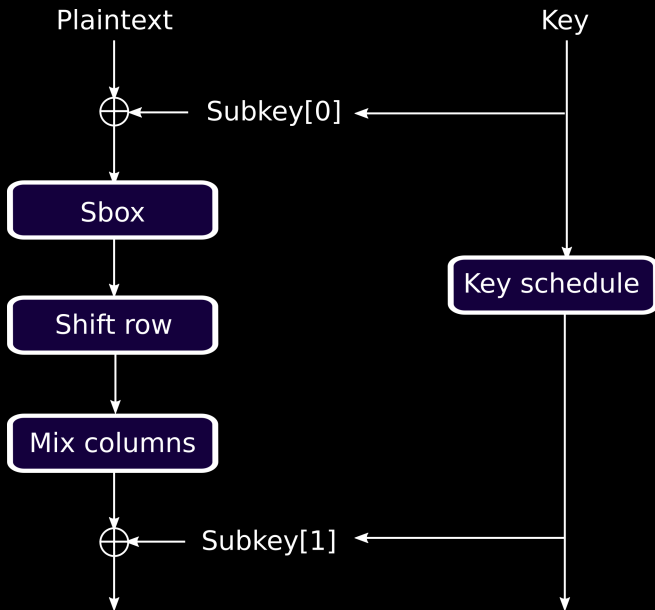 Plaintext
Key
Subkey[0]
Sbox
Key schedule
Shift row
Mix columns
Subkey[1]